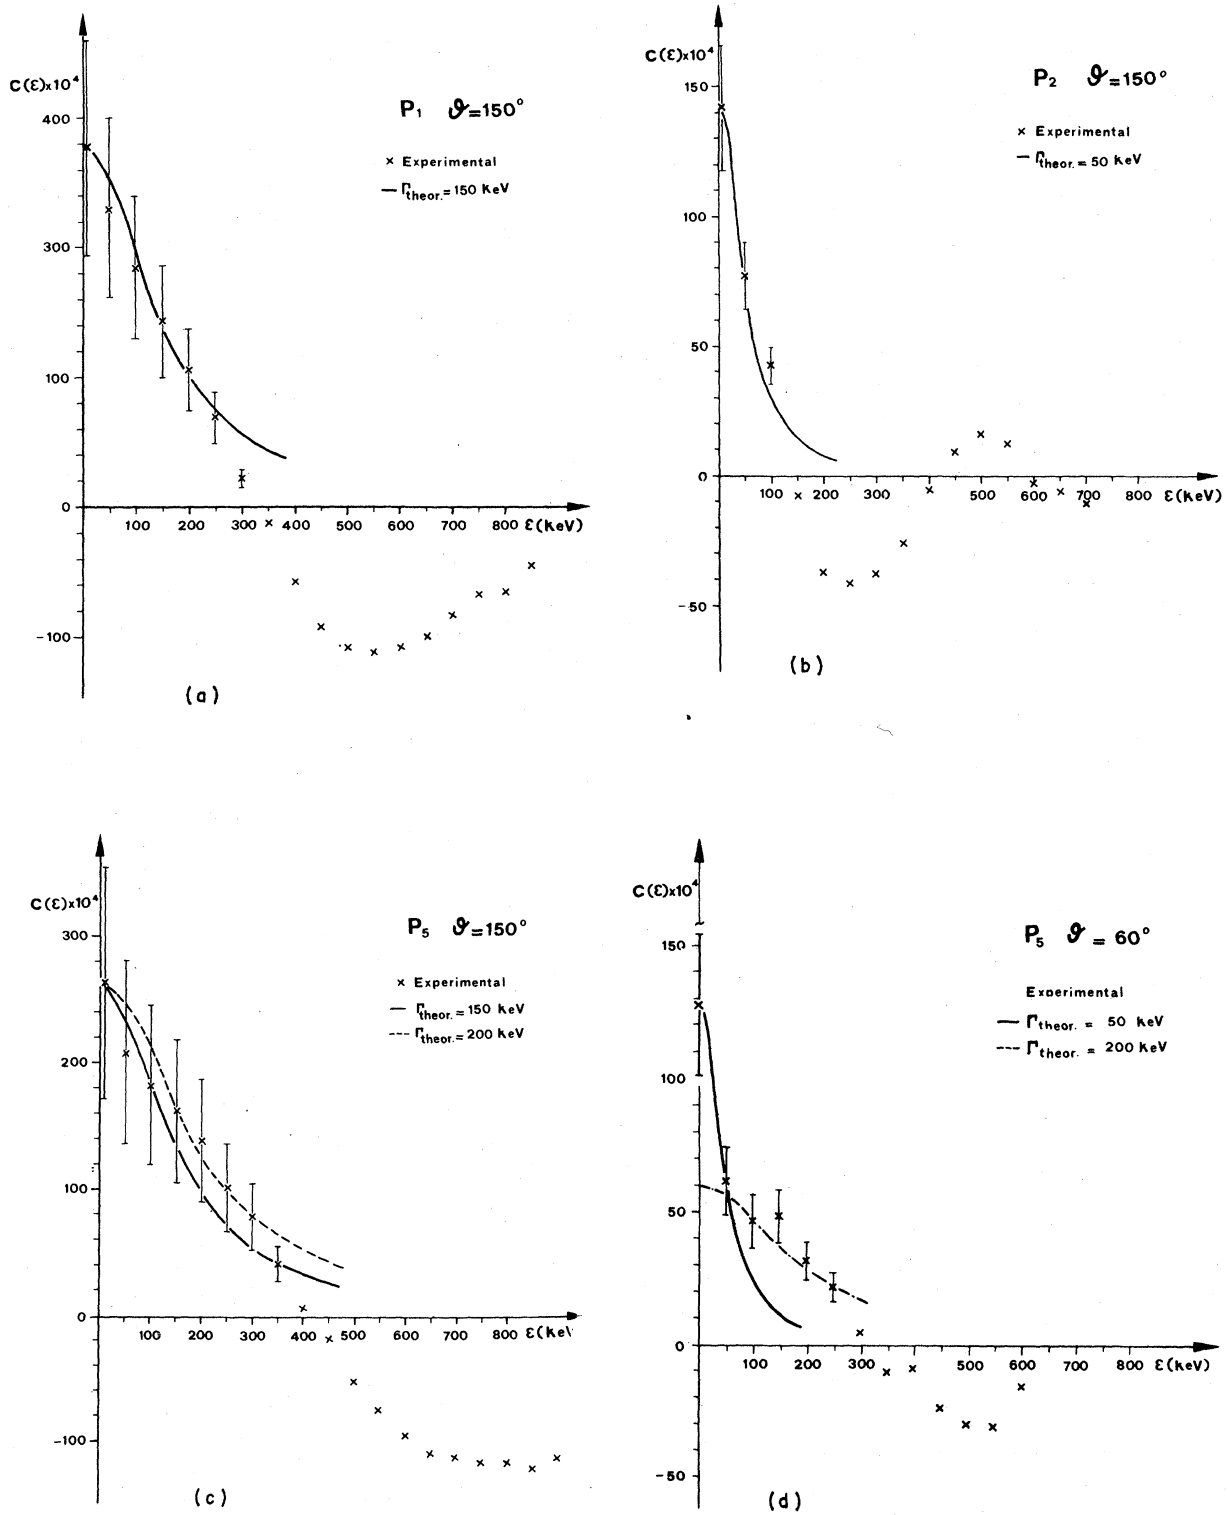 C(Ɛ)x10⁴
P₁ ϑ=150°
× Experimental
— Γtheor.=150 KeV
400
300
100
100
0
100 200 300 400 500 600 700 800 Ɛ(KeV)
-100
(a)
C(Ɛ)x10⁴
P₂ ϑ=150°
× Experimental
— Γtheor.= 50 KeV
150
100
50
0
100 200 300 400 500 600 700 800 Ɛ(KeV)
-50
(b)
C(Ɛ)x10⁴
P₅ ϑ=150°
× Experimental
— Γtheor.= 150 KeV
--- Γtheor.= 200 KeV
300
200
100
0
100 200 300 400 500 600 700 800 Ɛ(KeV
-100
(c)
C(Ɛ)x10⁴
P₅ ϑ = 60°
Experimental
— Γtheor. = 50 KeV
--- Γtheor. = 200 KeV
150
100
50
0
100 200 300 400 500 600 700 800 Ɛ(KeV)
-50
(d)